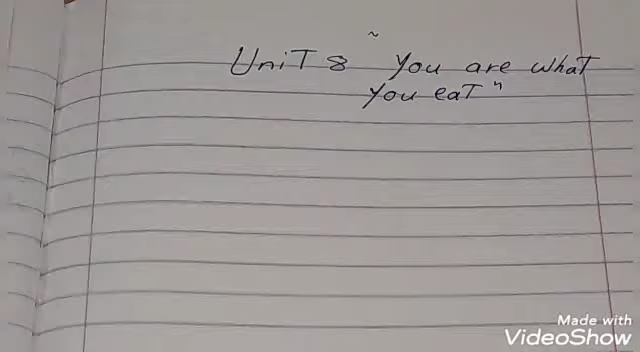 UniT 8 " You are whaT
You eaT "
Made with
VideoShow